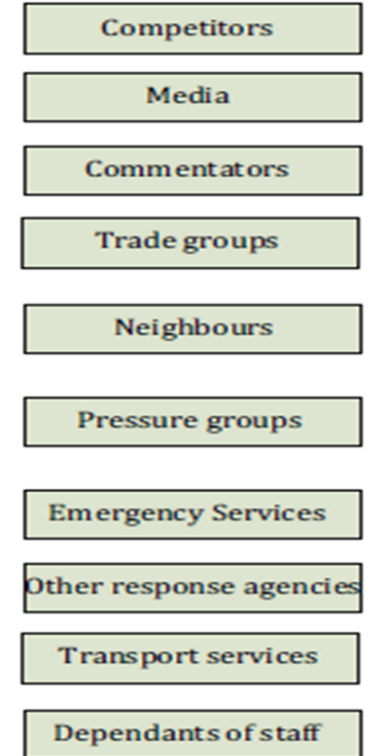 Competitors
Media
Commentators
Trade groups
Neighbours
Pressure groups
Emergency Services
Other response agencies
Transport services
Dependants of staff